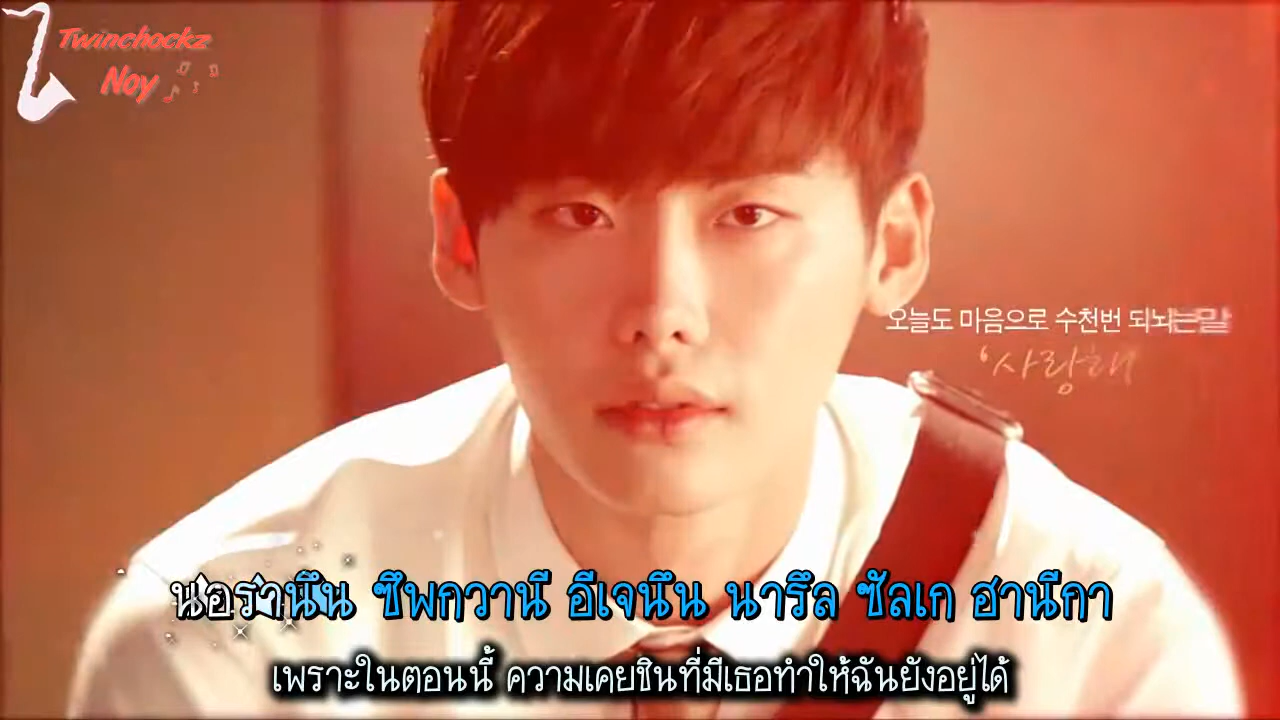 Twinchockz
Noy
오늘도 마음으로 수천번 되뇌는말
'사랑해
นอรานึน ซึพกวานี อีเจนึน นารึล ซัลเก ฮานีกา
เพราะในตอนนี้ ความเคยชินที่มีเธอทำให้ฉันยังอยู่ได้